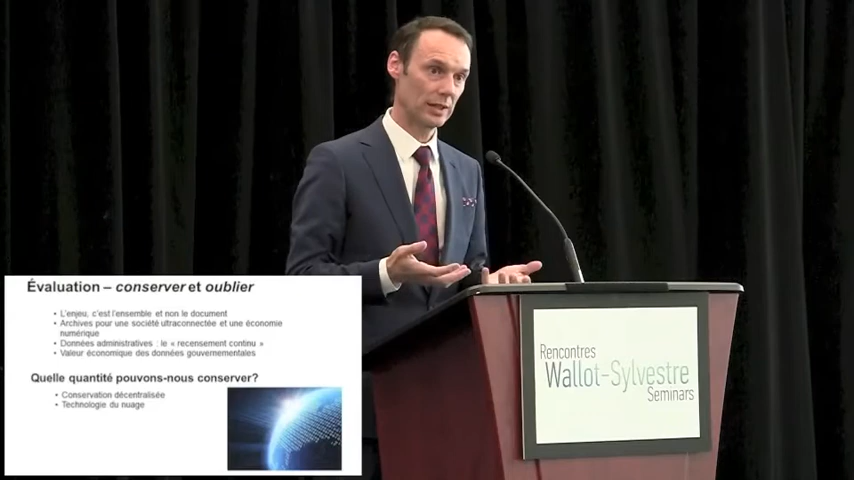 Évaluation – conserver et oublier
• L'enjeu, c'est l'ensemble et non le document
• Archives pour une société ultraconnectée et une économie
numérique
• Données administratives : le « recensement continu »
• Valeur économique des données gouvernementales
Quelle quantité pouvons-nous conserver?
• Conservation décentralisée
• Technologie du nuage
Rencontres
Wallot-Sylvestre
Seminars